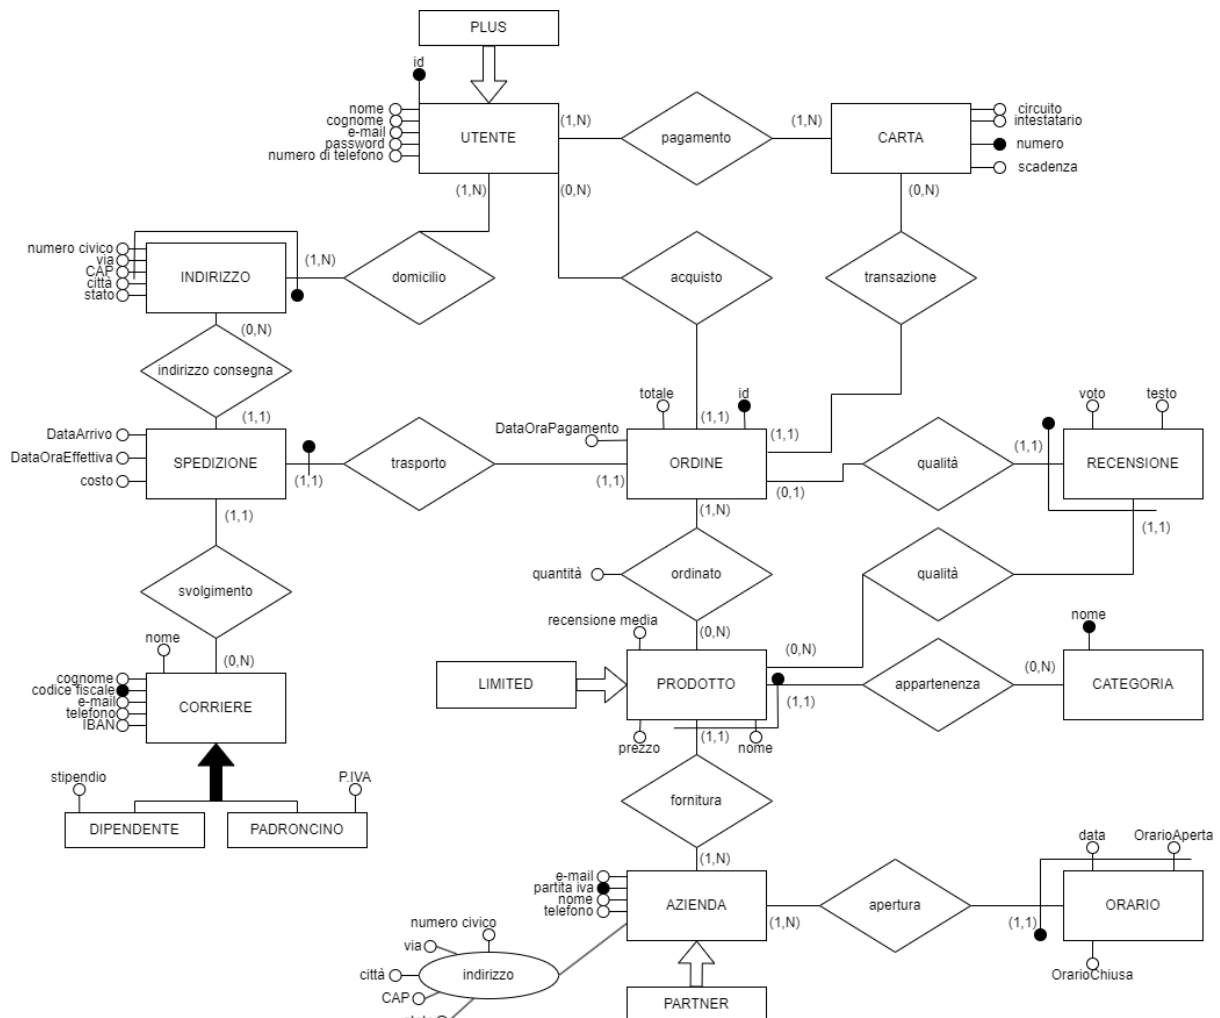 PLUS
id
nome
cognome
e-mail
password
numero di telefono
UTENTE
(1,N)
pagamento
(1,N)
CARTA
circuito
intestatario
numero
scadenza
(1,N)
(0,N)
(0,N)
numero civico
via
CAP
città
stato
INDIRIZZO
(1,N)
domicilio
acquisto
transazione
(0,N)
indirizzo consegna
(1,1)
totale
id
DataOraPagamento
(1,1)
(1,1)
voto
testo
DataArrivo
DataOraEffettiva
costo
SPEDIZIONE
(1,1)
trasporto
(1,1)
ORDINE
(0,1)
qualità
(1,1)
RECENSIONE
(1,1)
(1,N)
(1,1)
svolgimento
quantità
ordinato
qualità
nome
(0,N)
recensione media
(0,N)
(0,N)
nome
cognome
codice fiscale
e-mail
telefono
IBAN
CORRIERE
LIMITED
PRODOTTO
(1,1)
appartenenza
(0,N)
CATEGORIA
prezzo
(1,1)
nome
stipendio
P.IVA
DIPENDENTE
PADRONCINO
fornitura
(1,N)
data
OrarioAperta
e-mail
partita iva
nome
telefono
AZIENDA
(1,N)
apertura
(1,1)
ORARIO
numero civico
via
città
CAP
indirizzo
OrarioChiusa
PARTNER
stato